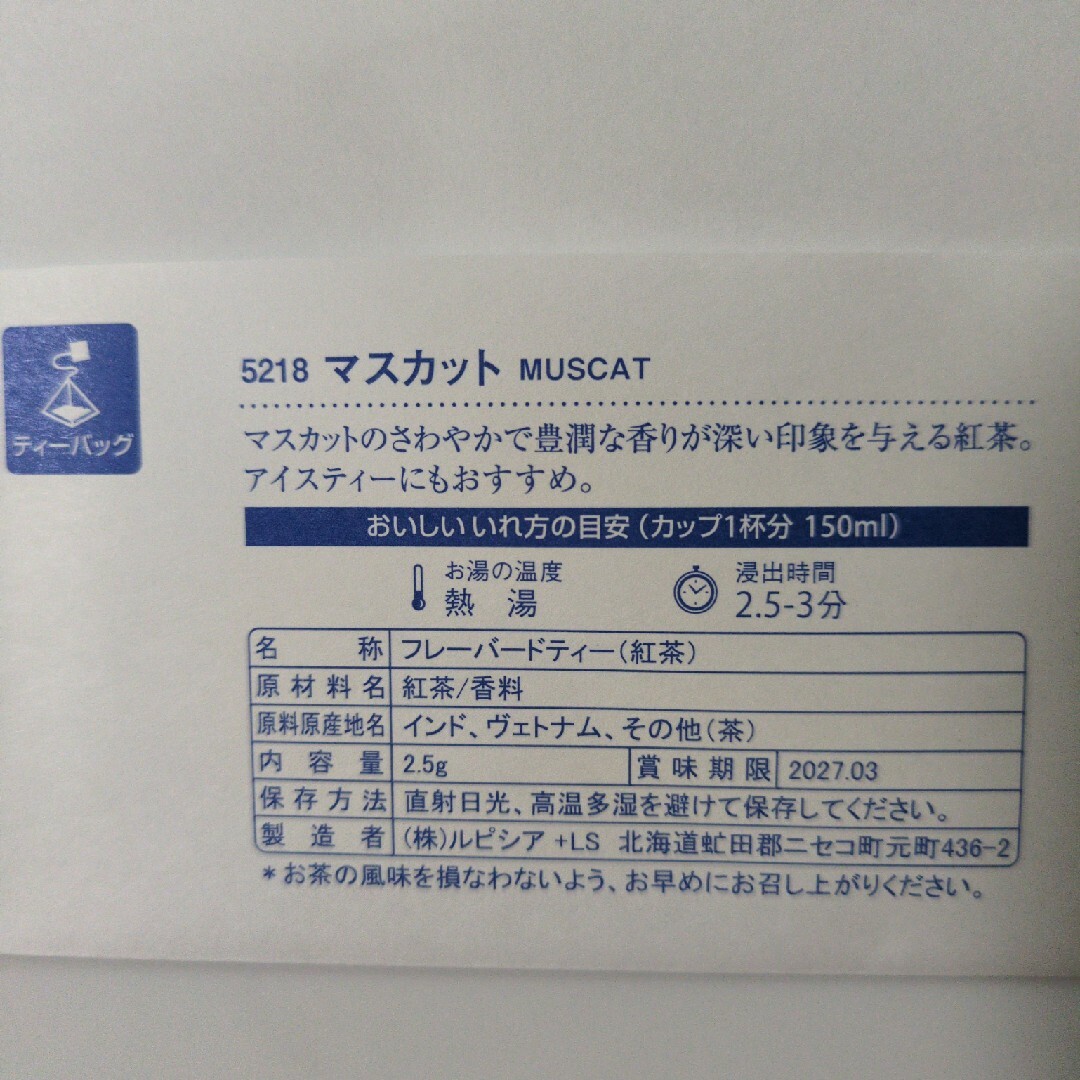 ティーバッグ
5218 マスカット MUSCAT
マスカットのさわやかで豊潤な香りが深い印象を与える紅茶。
アイスティーにもおすすめ。
おいしいいれ方の目安(カップ1杯分 150ml)
お湯の温度 浸出時間
熱 湯 2.5-3分
名称 フレーバードティー(紅茶)
原材料名 紅茶/香料
原料原産地名 インド、ヴェトナム、その他(茶)
内容量 2.5g 賞味期限 2027.03
保存方法 直射日光、高温多湿を避けて保存してください。
製造者 (株)ルピシア +LS 北海道虻田郡ニセコ町元町436-2
*お茶の風味を損なわないよう、お早めにお召し上がりください。